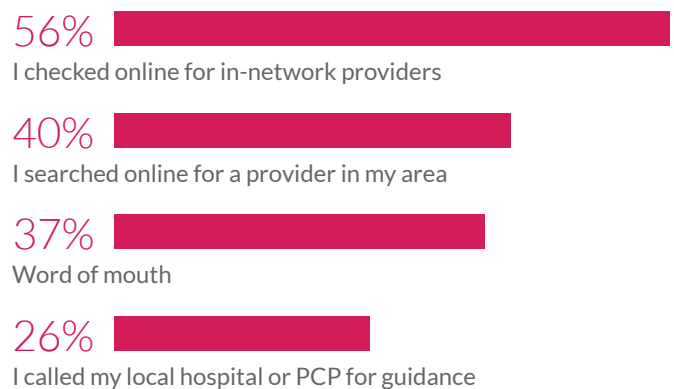 56%
I checked online for in-network providers
40%
I searched online for a provider in my area
37%
Word of mouth
26%
I called my local hospital or PCP for guidance